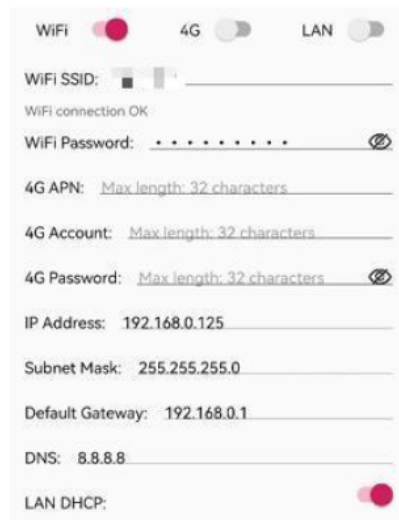 WiFi 4G LAN
WiFi SSID:
WiFi connection OK
WiFi Password: • • • • • • • • •
4G APN: Max length: 32 characters
4G Account: Max length: 32 characters
4G Password: Max length: 32 characters
IP Address: 192.168.0.125
Subnet Mask: 255.255.255.0
Default Gateway: 192.168.0.1
DNS: 8.8.8.8
LAN DHCP: